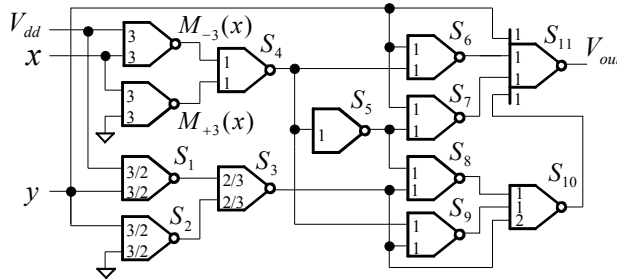 V_dd
x
y
3
3
M_{-3}(x)
3
3
M_{+3}(x)
1
1
S_4
3/2
3/2
S_1
3/2
3/2
S_2
2/3
2/3
S_3
1
S_5
1
1
S_6
1
1
S_7
1
1
S_8
1
1
S_9
1
1
2
S_10
1
1
1
1
S_11
V_out